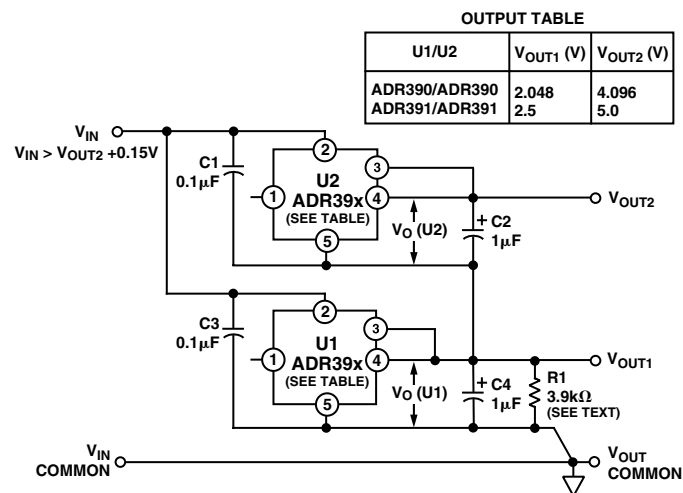 OUTPUT TABLE
U1/U2 VOUT1 (V) VOUT2 (V)
ADR390/ADR390 2.048 4.096
ADR391/ADR391 2.5 5.0
VIN
VIN > VOUT2 +0.15V
C1
0.1µF
2
1
U2
ADR39x
(SEE TABLE)
3
4
5
VO (U2)
+ C2
1µF
VOUT2
C3
0.1µF
2
1
U1
ADR39x
(SEE TABLE)
3
4
5
VO (U1)
+ C4
1µF
R1
3.9kΩ
(SEE TEXT)
VOUT1
VIN
COMMON
VOUT
COMMON